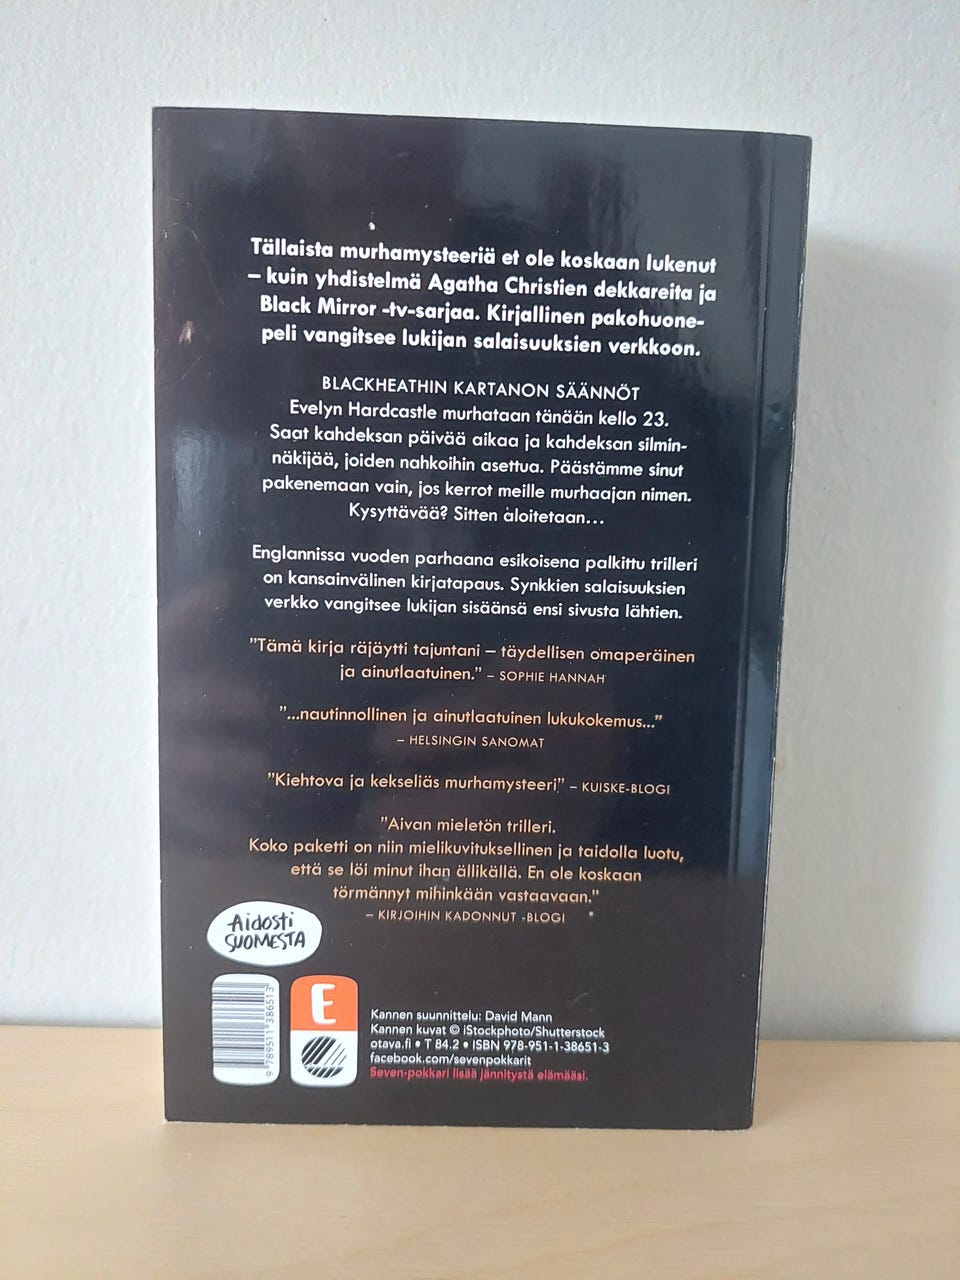 Tällaista murhamysteeriä et ole koskaan lukenut
– kuin yhdistelmä Agatha Christien dekkareita ja
Black Mirror -tv-sarjaa. Kirjallinen pakohuone-
peli vangitsee lukijan salaisuuksien verkkoon.
BLACKHEATHIN KARTANON SÄÄNNÖT
Evelyn Hardcastle murhataan tänään kello 23.
Saat kahdeksan päivää aikaa ja kahdeksan silmin-
näkijää, joiden nahkoihin asettua. Päästämme sinut
pakenemaan vain, jos kerrot meille murhaajan nimen.
Kysyttävää? Sitten aloitetaan...
Englannissa vuoden parhaana esikoisena palkittu trilleri
on kansainvälinen kirjatapaus. Synkkien salaisuuksien
verkko vangitsee lukijan sisäänsä ensi sivusta lähtien.
”Tämä kirja räjäytti tajuntani – täydellisen omaperäinen
ja ainutlaatuinen.” – SOPHIE HANNAH
”...nautinnollinen ja ainutlaatuinen lukukokemus...”
– HELSINGIN SANOMAT
”Kiehtova ja kekseliäs murhamysteeri” – KUISKE-BLOGI
”Aivan mieletön trilleri.
Koko paketti on niin mielikuvituksellinen ja taidolla luotu,
että se löi minut ihan ällikällä. En ole koskaan
törmännyt mihinkään vastaavaan.”
– KIRJOIHIN KADONNUT -BLOGI
Aidosti
SUOMESTA
9 789511 386513
E
Kannen suunnittelu: David Mann
Kannen kuvat © iStockphoto/Shutterstock
otava.fi • T 84.2 • ISBN 978-951-1-38651-3
facebook.com/sevenpokkarit
Seven-pokkari lisää jännitystä elämääsi.